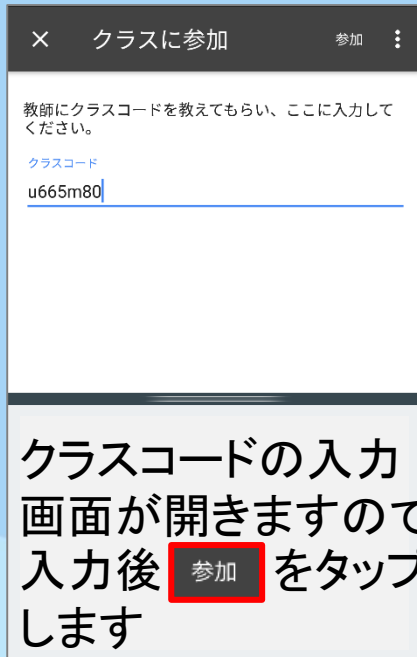 × クラスに参加 参加
教師にクラスコードを教えてもらい、ここに入力して
ください。
クラスコード
u665m80
クラスコードの入力
画面が開きますので
入力後 参加 をタップ
します